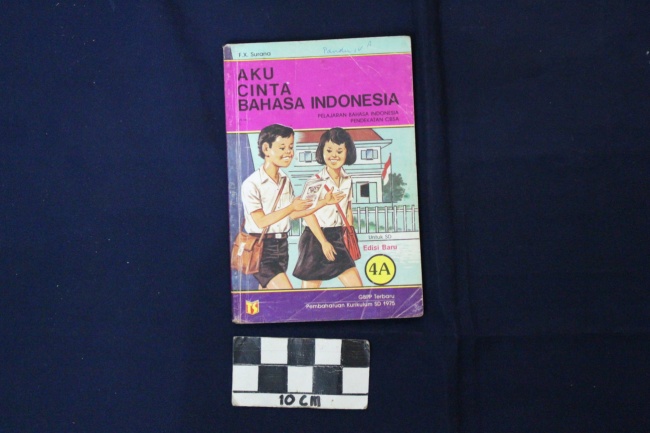 F.X. Surana
AKU
CINTA
BAHASA INDONESIA
PELAJARAN BAHASA INDONESIA
PENDEKATAN CBSA
Untuk SD
Edisi Baru
4A
GBPP Terbaru
Pembaharuan Kurikulum SD 1975
TS
10 CM